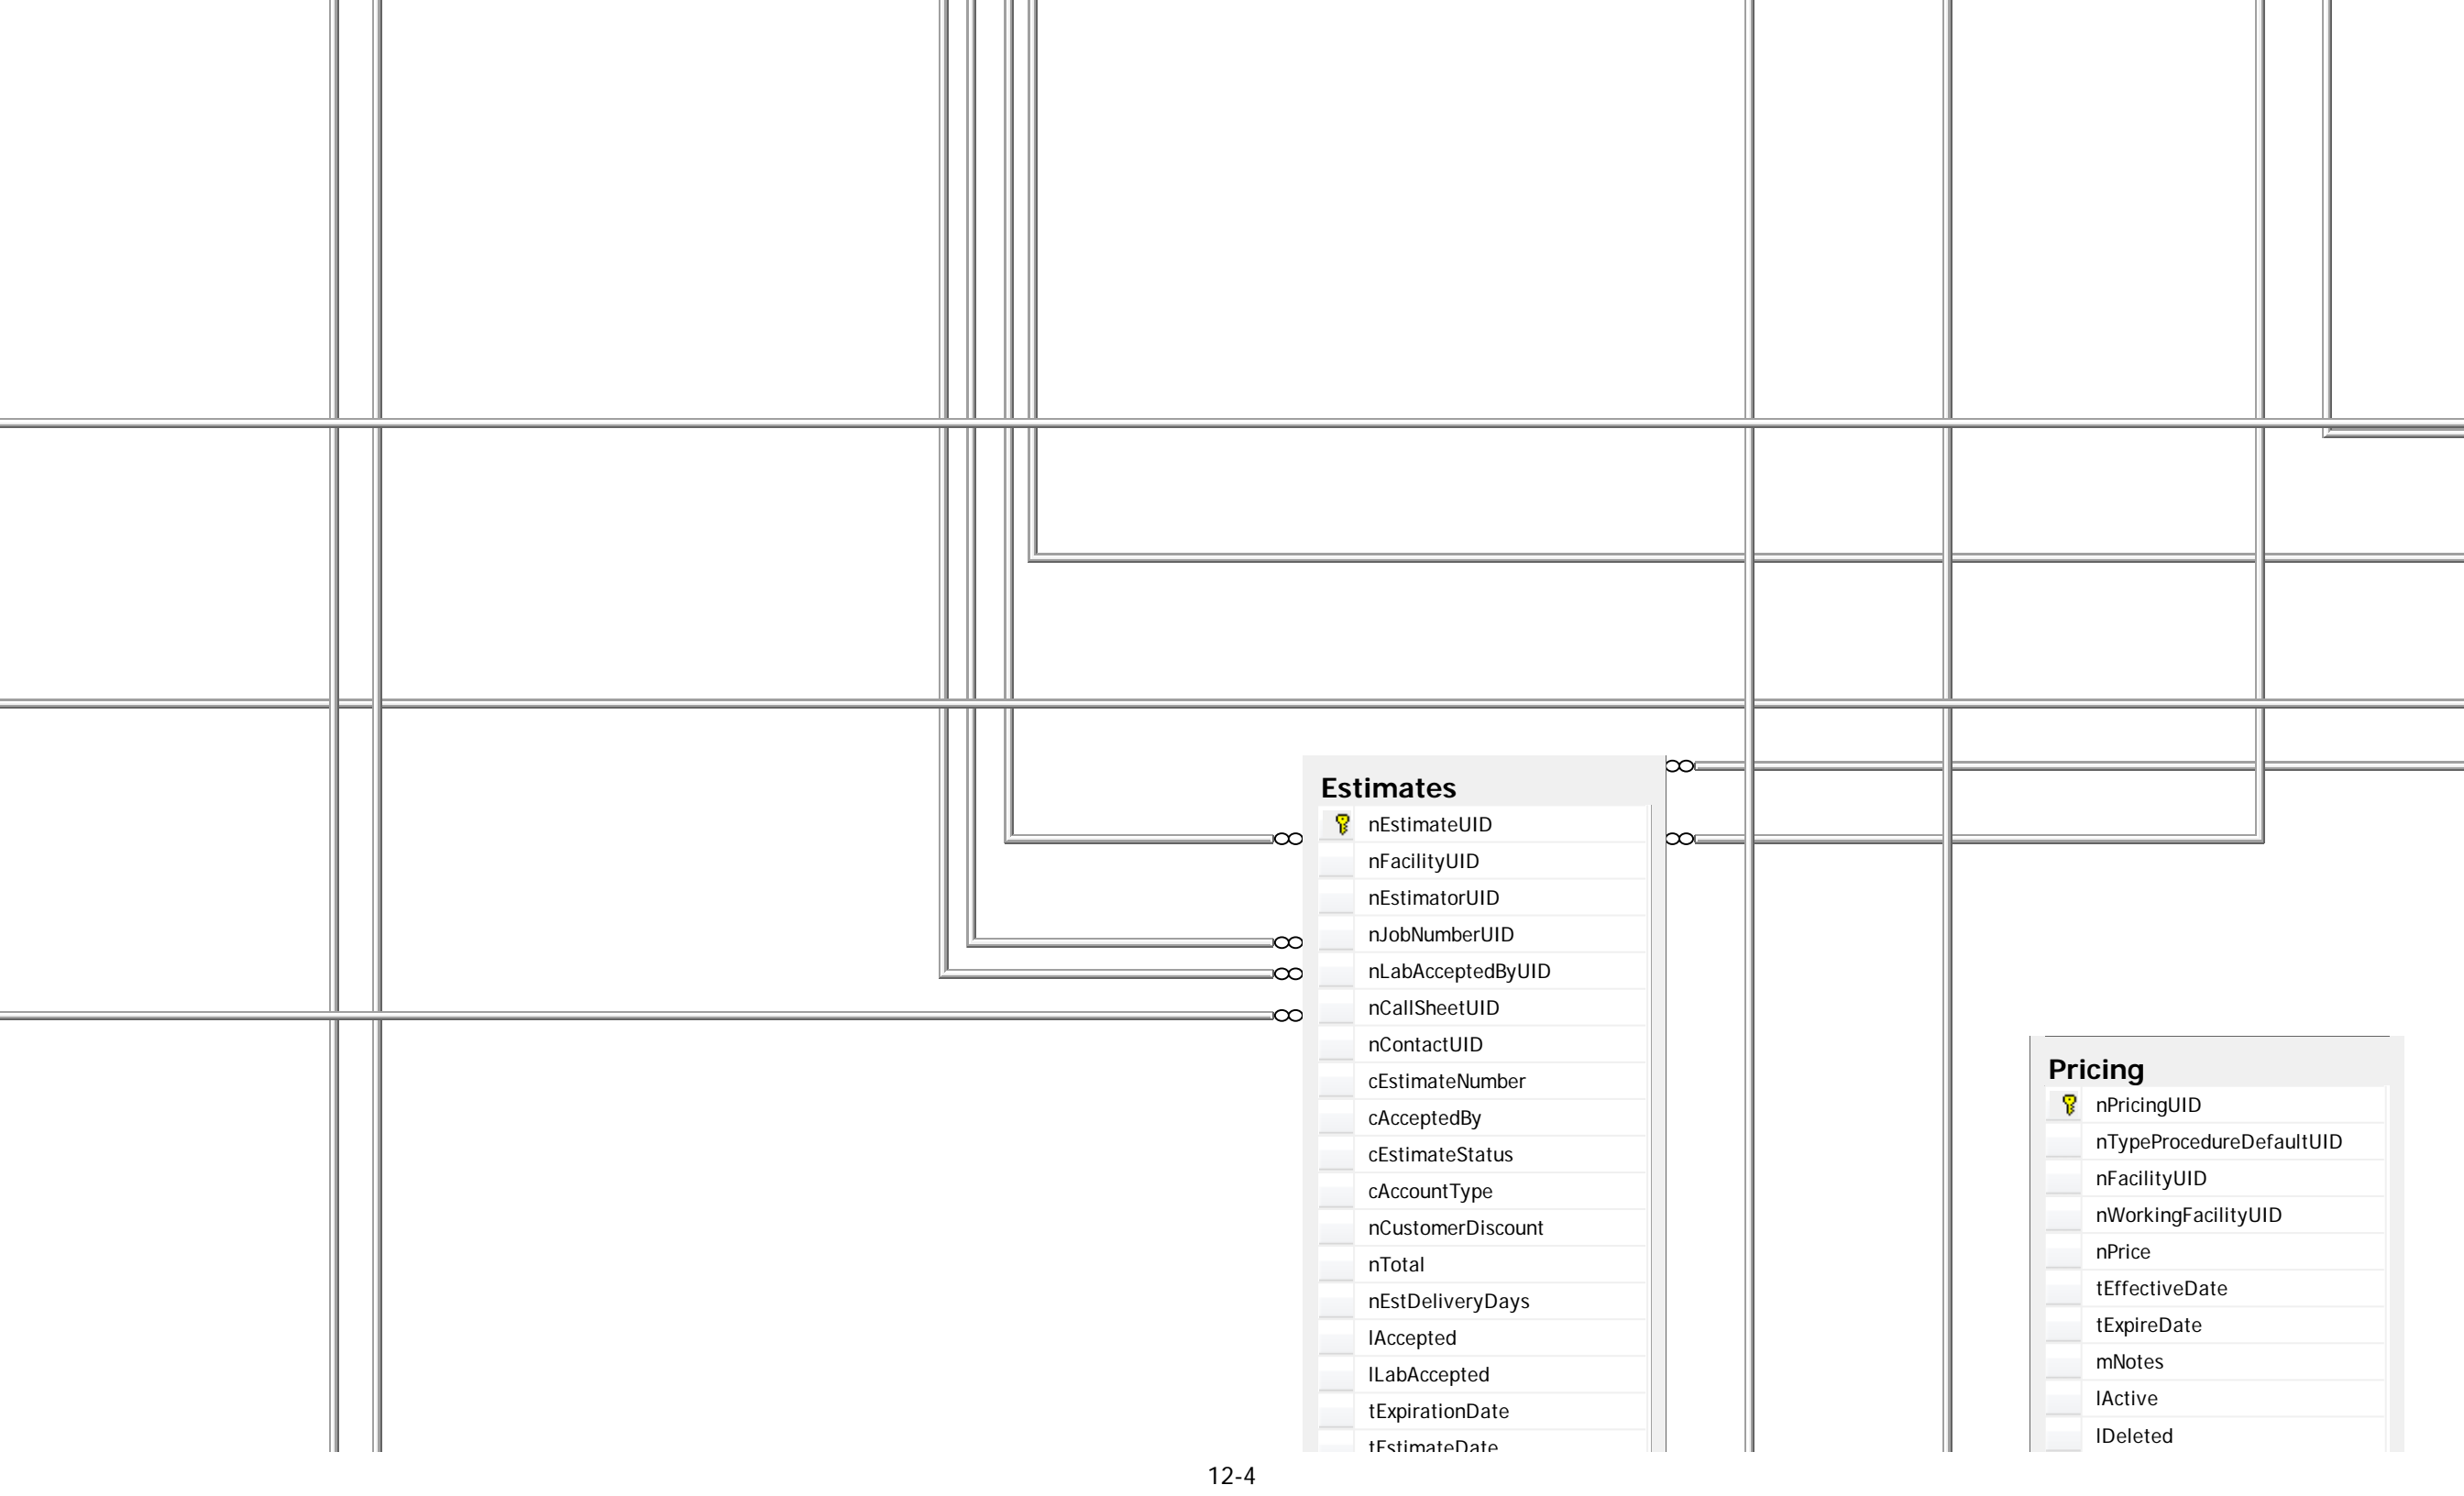 Estimates
nEstimateUID
nFacilityUID
nEstimatorUID
nJobNumberUID
nLabAcceptedByUID
nCallSheetUID
nContactUID
cEstimateNumber
cAcceptedBy
cEstimateStatus
cAccountType
nCustomerDiscount
nTotal
nEstDeliveryDays
lAccepted
lLabAccepted
tExpirationDate
tEstimateDate
Pricing
nPricingUID
nTypeProcedureDefaultUID
nFacilityUID
nWorkingFacilityUID
nPrice
tEffectiveDate
tExpireDate
mNotes
lActive
lDeleted
12-4